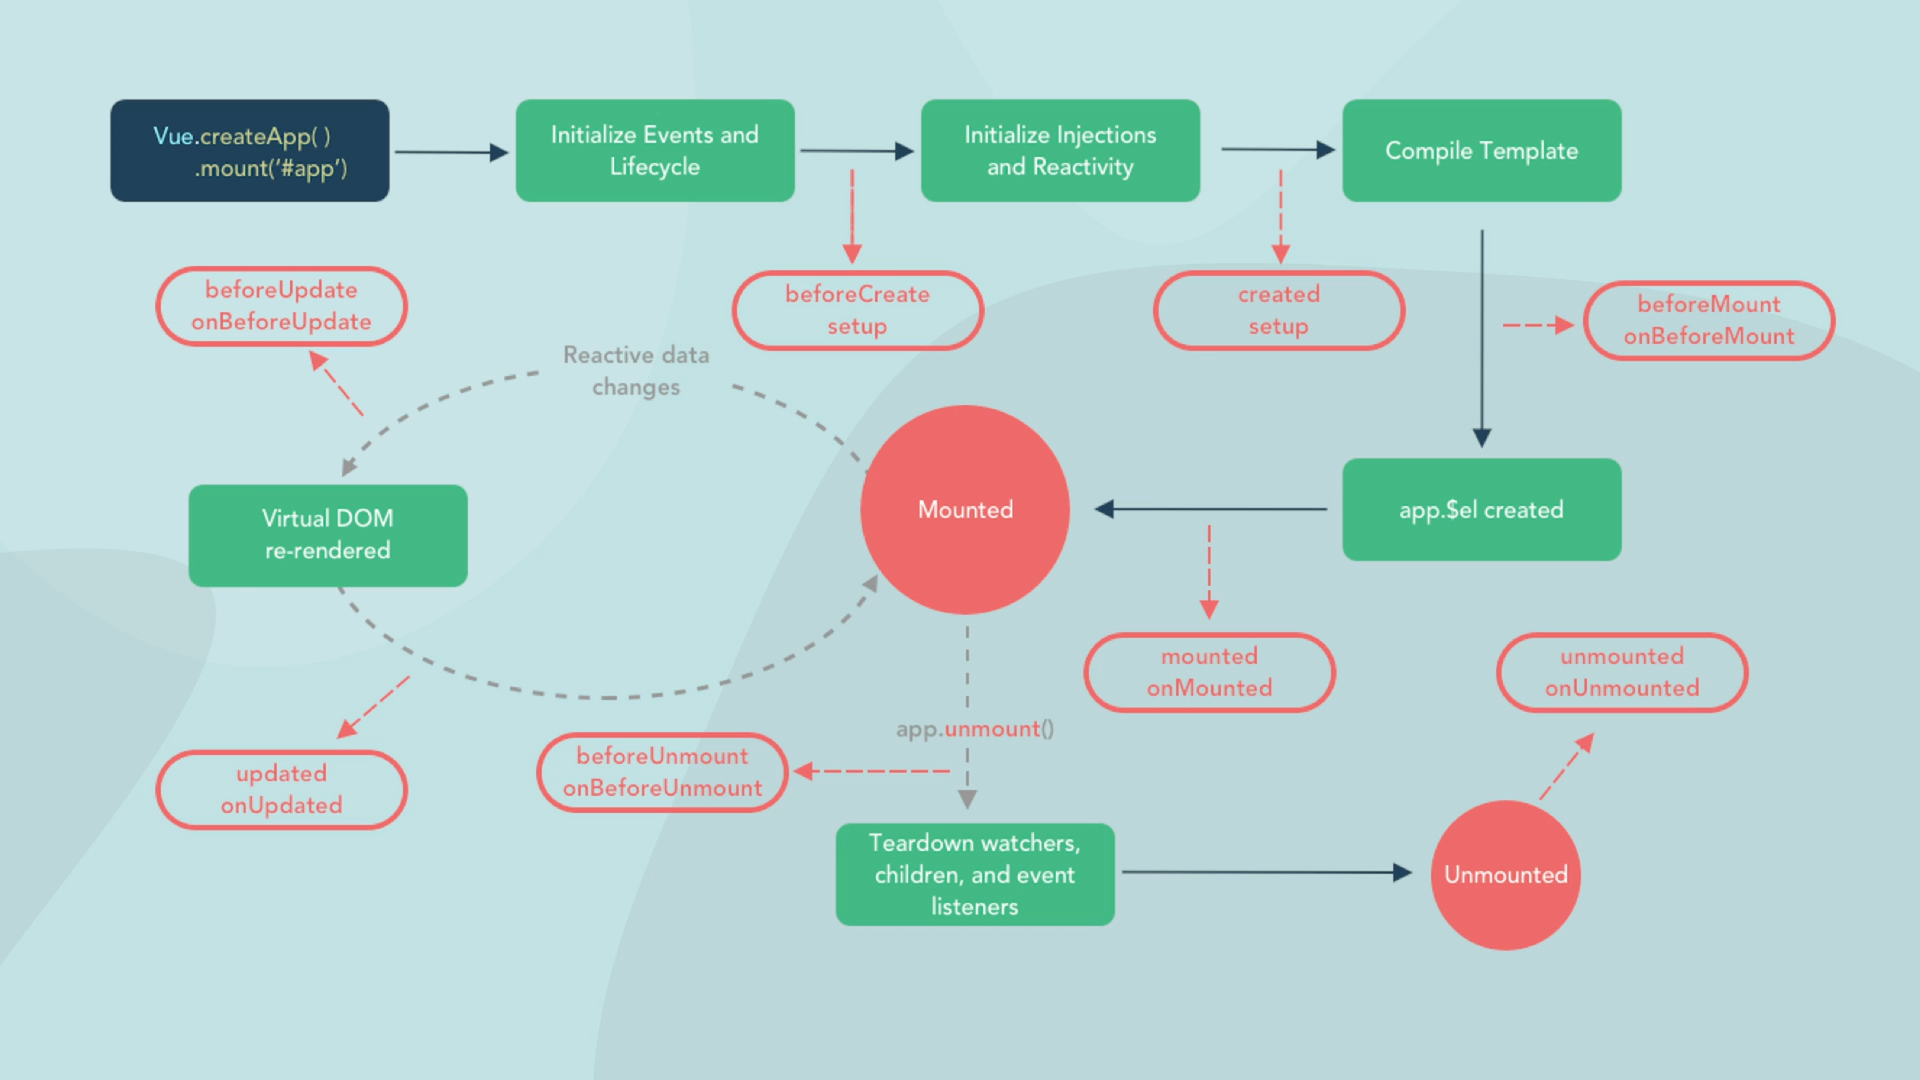 Vue.createApp( )
.mount('#app')
Initialize Events and
Lifecycle
Initialize Injections
and Reactivity
Compile Template
beforeUpdate
onBeforeUpdate
beforeCreate
setup
created
setup
beforeMount
onBeforeMount
Reactive data
changes
Virtual DOM
re-rendered
Mounted
app.$el created
mounted
onMounted
unmounted
onUnmounted
app.unmount()
updated
onUpdated
beforeUnmount
onBeforeUnmount
Teardown watchers,
children, and event
listeners
Unmounted